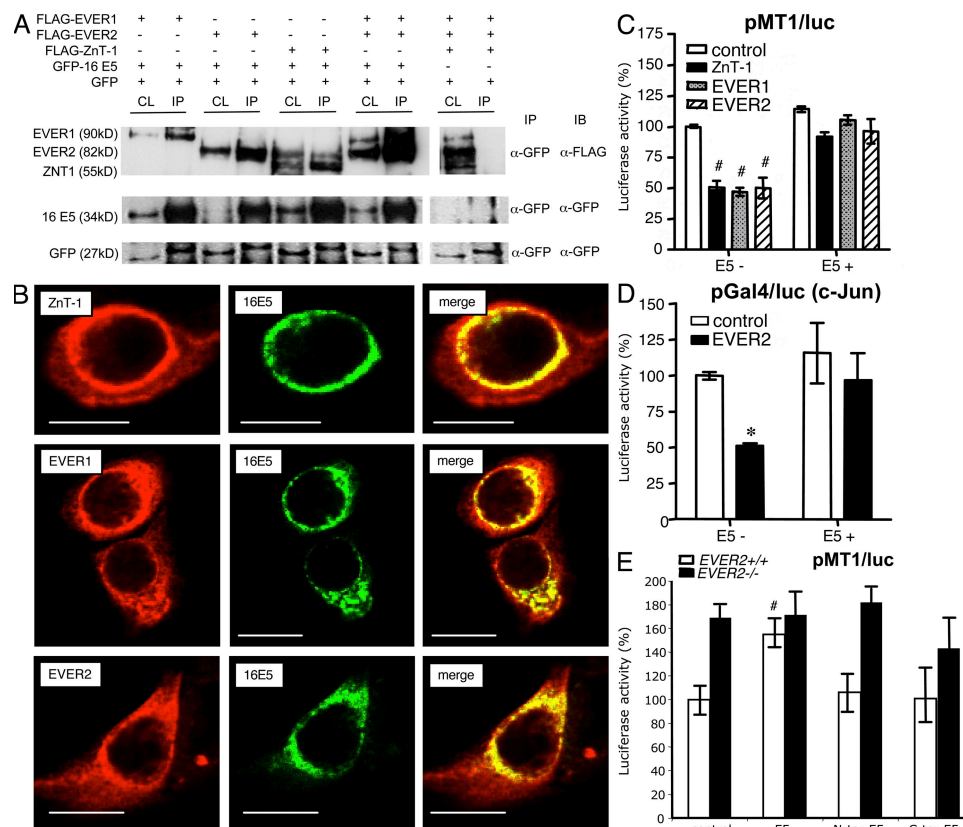 A
FLAG-EVER1 + + - - - - + + + +
FLAG-EVER2 - - + + - - + + + +
FLAG-ZnT-1 - - - - + + - - + +
GFP-16 E5 + + + + + + + + - -
GFP + + + + + + + + + +
CL IP CL IP CL IP CL IP CL IP
IP IB
EVER1 (90kD)
EVER2 (82kD) α-GFP α-FLAG
ZNT1 (55kD)
16 E5 (34kD) α-GFP α-GFP
GFP (27kD) α-GFP α-GFP
B
ZnT-1 16E5 merge
EVER1 16E5 merge
EVER2 16E5 merge
C
pMT1/luc
control
ZnT-1
EVER1
EVER2
Luciferase activity (%)
150
125
100
75
50
25
0
# # #
E5 - E5 +
D
pGal4/luc (c-Jun)
control
EVER2
Luciferase activity (%)
150
125
100
75
50
25
0
*
E5 - E5 +
E
pMT1/luc
EVER2+/+
EVER2-/-
Luciferase activity (%)
200
180
160
140
120
100
80
60
40
20
0
#